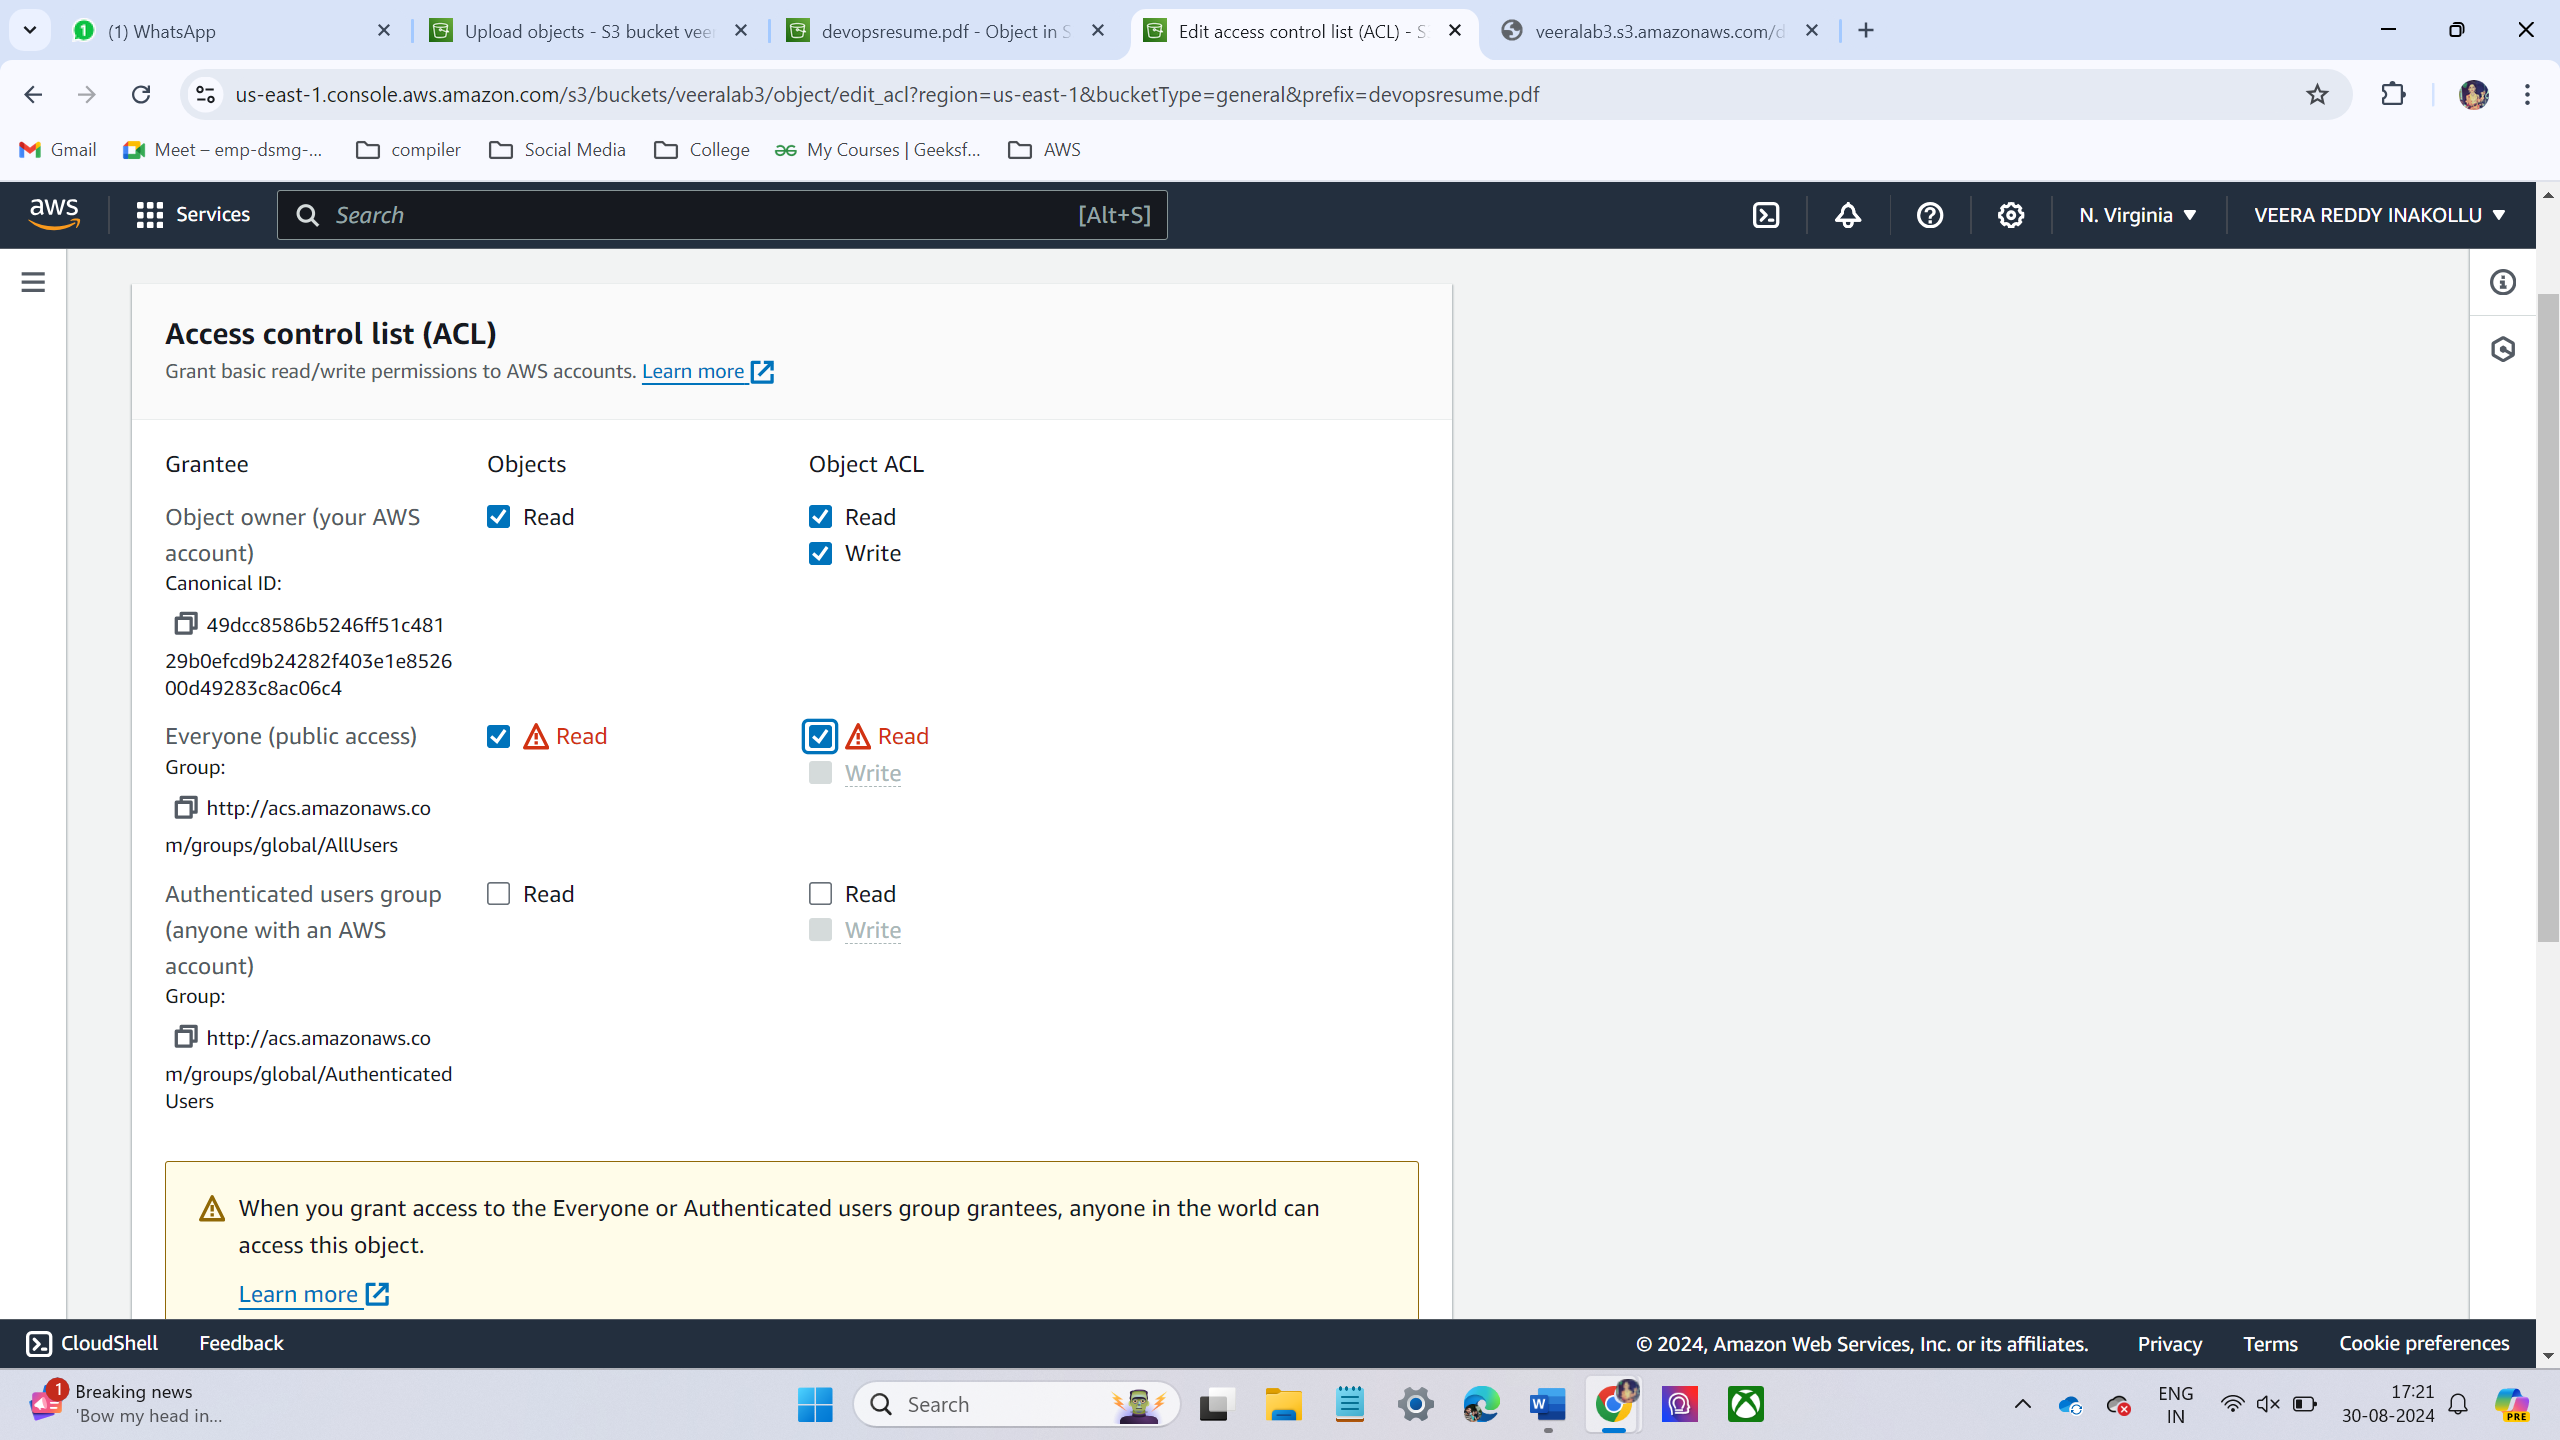 (1) WhatsApp
Upload objects - S3 bucket veer
devopsresume.pdf - Object in S
Edit access control list (ACL) - S
veeralab3.s3.amazonaws.com/d
us-east-1.console.aws.amazon.com/s3/buckets/veeralab3/object/edit_acl?region=us-east-1&bucketType=general&prefix=devopsresume.pdf
Gmail
Meet – emp-dsmg-...
compiler
Social Media
College
My Courses | Geeksf...
AWS
aws
Services
Search
[Alt+S]
N. Virginia
VEERA REDDY INAKOLLU
Access control list (ACL)
Grant basic read/write permissions to AWS accounts. Learn more
Grantee
Objects
Object ACL
Object owner (your AWS
account)
Canonical ID:
49dcc8586b5246ff51c481
29b0efcd9b24282f403e1e8526
00d49283c8ac06c4
Read
Read
Write
Everyone (public access)
Group:
http://acs.amazonaws.co
m/groups/global/AllUsers
Read
Read
Write
Authenticated users group
(anyone with an AWS
account)
Group:
http://acs.amazonaws.co
m/groups/global/Authenticated
Users
Read
Read
Write
When you grant access to the Everyone or Authenticated users group grantees, anyone in the world can
access this object.
Learn more
CloudShell
Feedback
© 2024, Amazon Web Services, Inc. or its affiliates.
Privacy
Terms
Cookie preferences
1
Breaking news
'Bow my head in...
Search
W
ENG
IN
17:21
30-08-2024
PRE